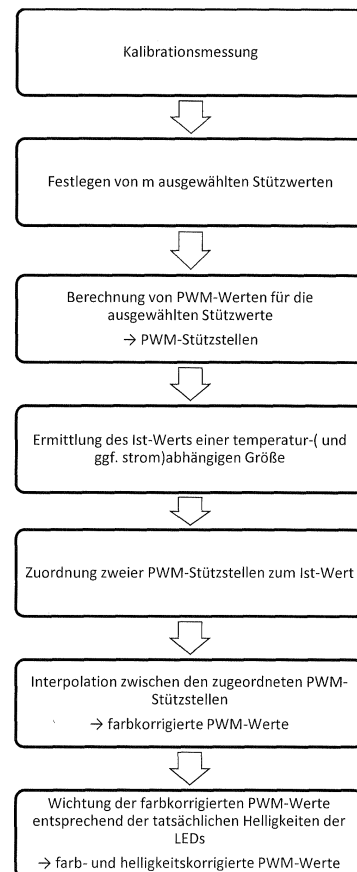 Kalibrationsmessung
Festlegen von m ausgewählten Stützwerten
Berechnung von PWM-Werten für die
ausgewählten Stützwerte
→ PWM-Stützstellen
Ermittlung des Ist-Werts einer temperatur-( und
ggf. strom)abhängigen Größe
Zuordnung zweier PWM-Stützstellen zum Ist-Wert
Interpolation zwischen den zugeordneten PWM-
Stützstellen
→ farbkorrigierte PWM-Werte
Wichtung der farbkorrigierten PWM-Werte
entsprechend der tatsächlichen Helligkeiten der
LEDs
→ farb- und helligkeitskorrigierte PWM-Werte